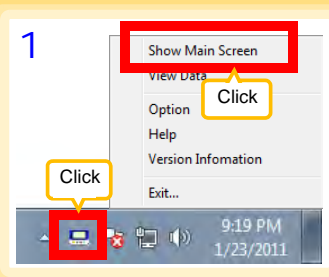 1
Show Main Screen
View Data
Click
Option
Help
Version Infomation
Click
Exit...
9:19 PM
1/23/2011